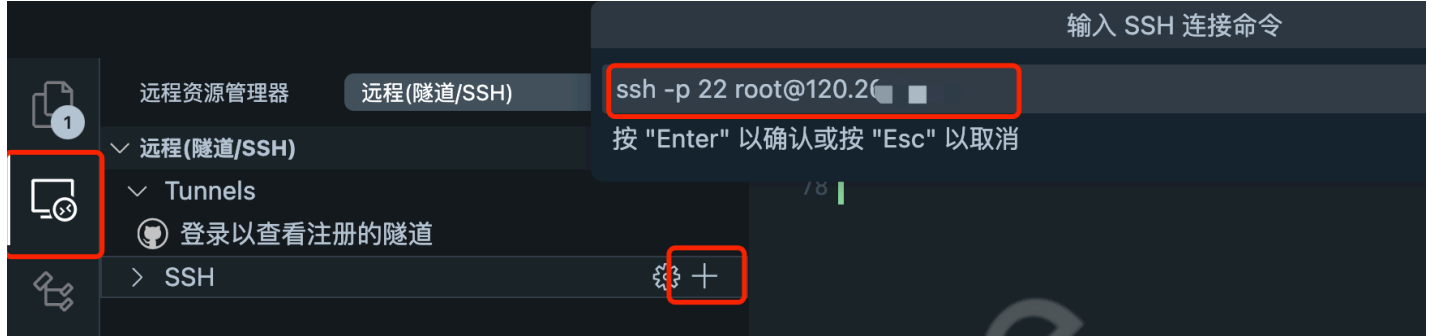 输入 SSH 连接命令
ssh -p 22 root@120.2
按 "Enter" 以确认或按 "Esc" 以取消
远程资源管理器
远程(隧道/SSH)
1
远程(隧道/SSH)
Tunnels
登录以查看注册的隧道
SSH
78